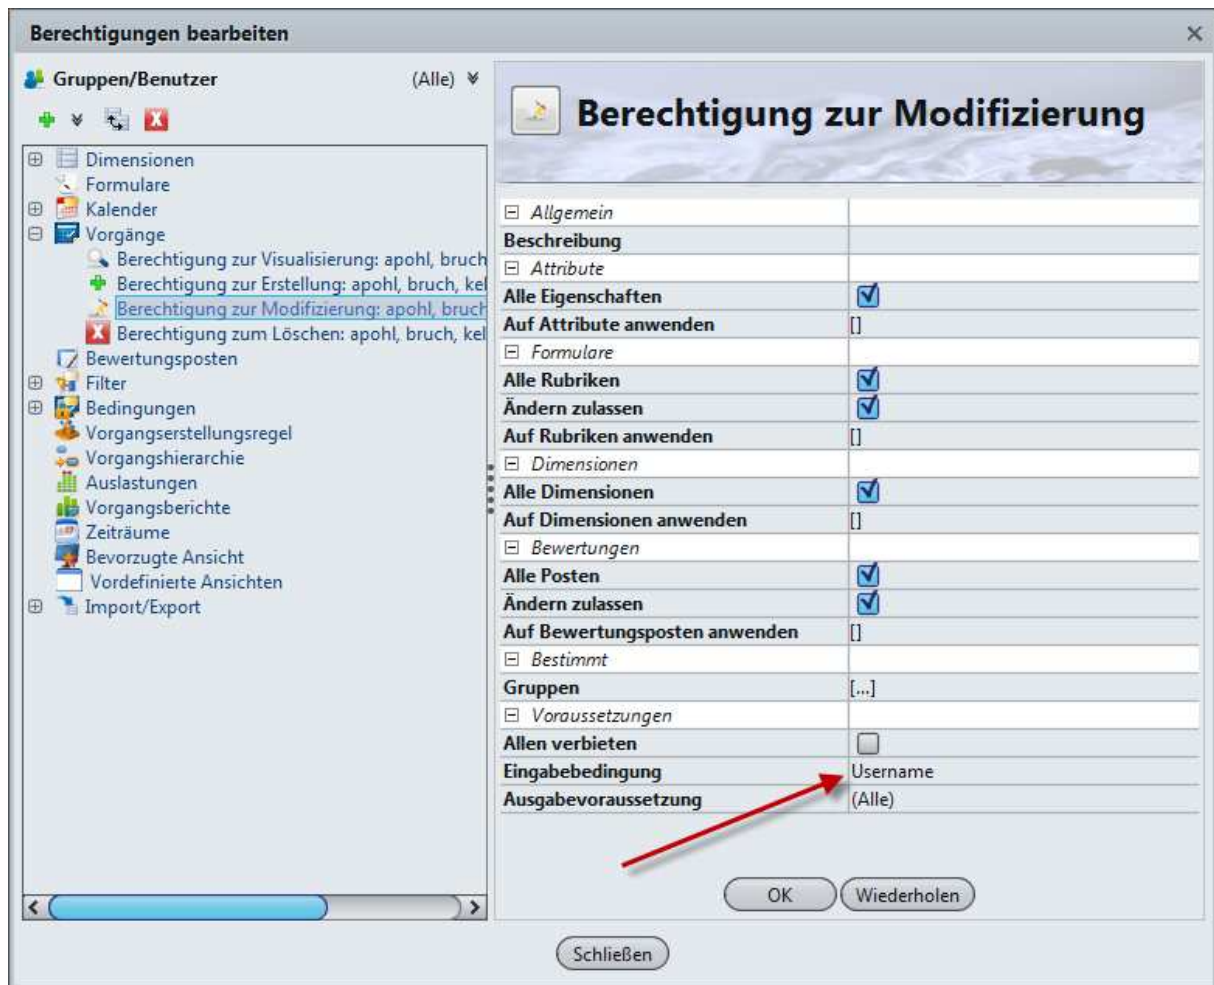 Berechtigungen bearbeiten
Gruppen/Benutzer (Alle)
Dimensionen
Formulare
Kalender
Vorgänge
Berechtigung zur Visualisierung: apohl, bruch
Berechtigung zur Erstellung: apohl, bruch, kel
Berechtigung zur Modifizierung: apohl, bruch
Berechtigung zum Löschen: apohl, bruch, kel
Bewertungsposten
Filter
Bedingungen
Vorgangserstellungsregel
Vorgangshierarchie
Auslastungen
Vorgangsberichte
Zeiträume
Bevorzugte Ansicht
Vordefinierte Ansichten
Import/Export
Berechtigung zur Modifizierung
Allgemein
Beschreibung
Attribute
Alle Eigenschaften
Auf Attribute anwenden []
Formulare
Alle Rubriken
Ändern zulassen
Auf Rubriken anwenden []
Dimensionen
Alle Dimensionen
Auf Dimensionen anwenden []
Bewertungen
Alle Posten
Ändern zulassen
Auf Bewertungsposten anwenden []
Bestimmt
Gruppen [...]
Voraussetzungen
Allen verbieten
Eingabebedingung Username
Ausgabevoraussetzung (Alle)
OK Wiederholen
Schließen